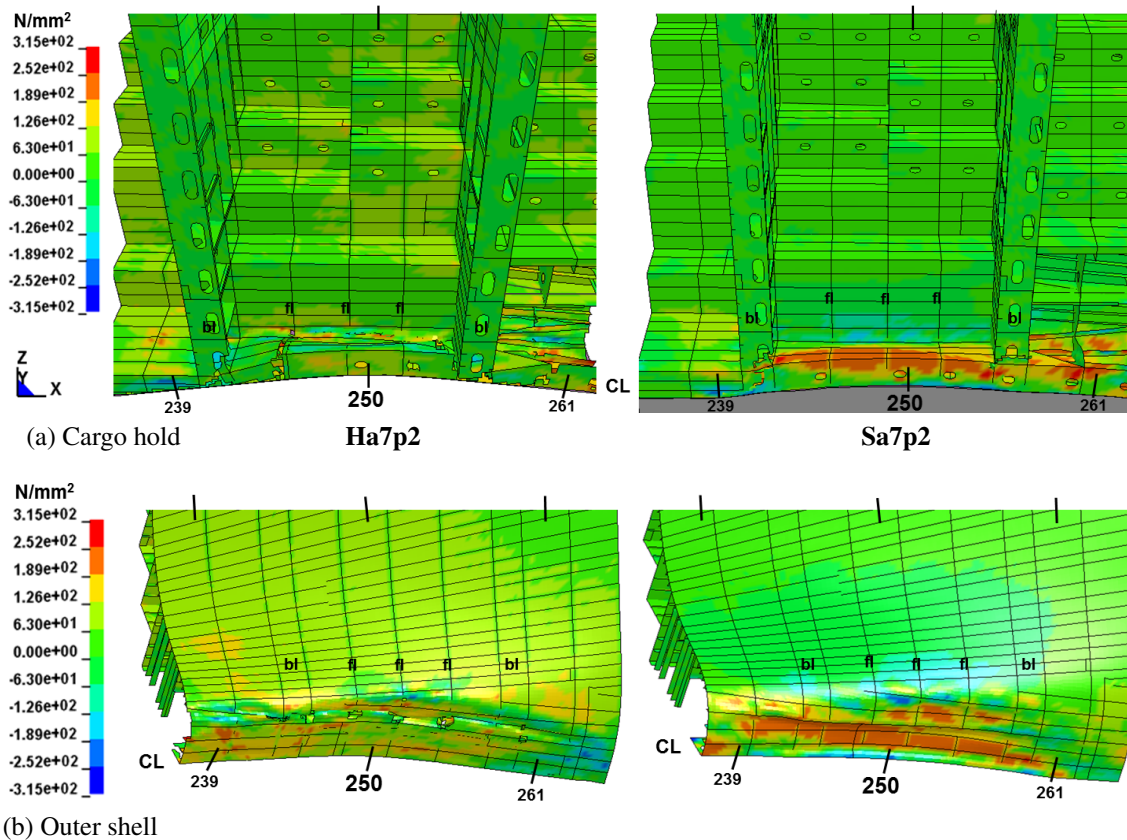 N/mm²
3.15e+02
2.52e+02
1.89e+02
1.26e+02
6.30e+01
0.00e+00
-6.30e+01
-1.26e+02
-1.89e+02
-2.52e+02
-3.15e+02
Z
Y
X
250
fl fl fl
bl bl
239
250
261
CL
fl fl fl
bl bl
239
250
261
(a) Cargo hold
Ha7p2
Sa7p2
N/mm²
3.15e+02
2.52e+02
1.89e+02
1.26e+02
6.30e+01
0.00e+00
-6.30e+01
-1.26e+02
-1.89e+02
-2.52e+02
-3.15e+02
bl fl fl fl bl
CL
239
250
261
bl fl fl fl bl
CL
239
250
261
(b) Outer shell